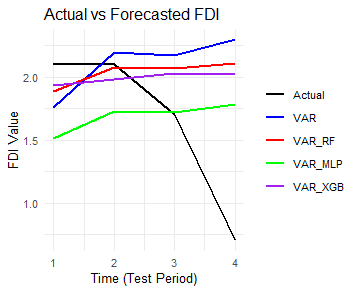 Actual vs Forecasted FDI
FDI Value
2.0
1.5
1.0
1
2
3
4
Time (Test Period)
Actual
VAR
VAR_RF
VAR_MLP
VAR_XGB